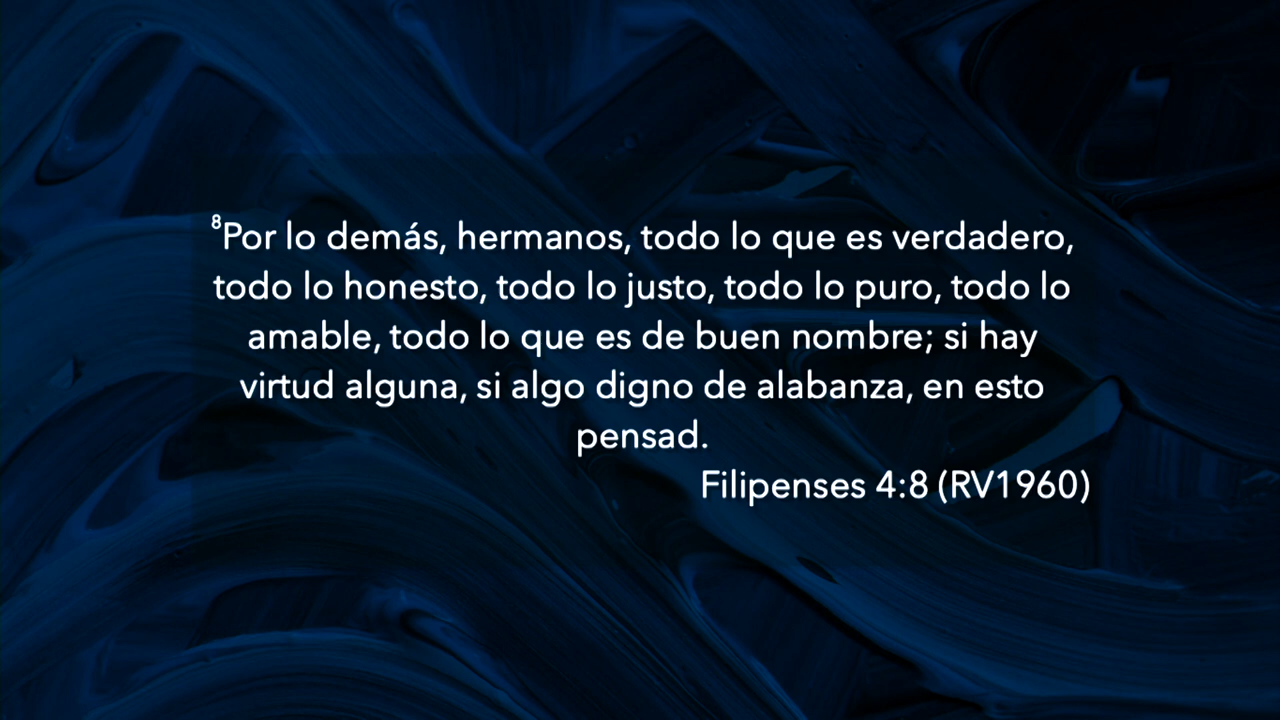 ⁸Por lo demás, hermanos, todo lo que es verdadero,
todo lo honesto, todo lo justo, todo lo puro, todo lo
amable, todo lo que es de buen nombre; si hay
virtud alguna, si algo digno de alabanza, en esto
pensad.
Filipenses 4:8 (RV1960)